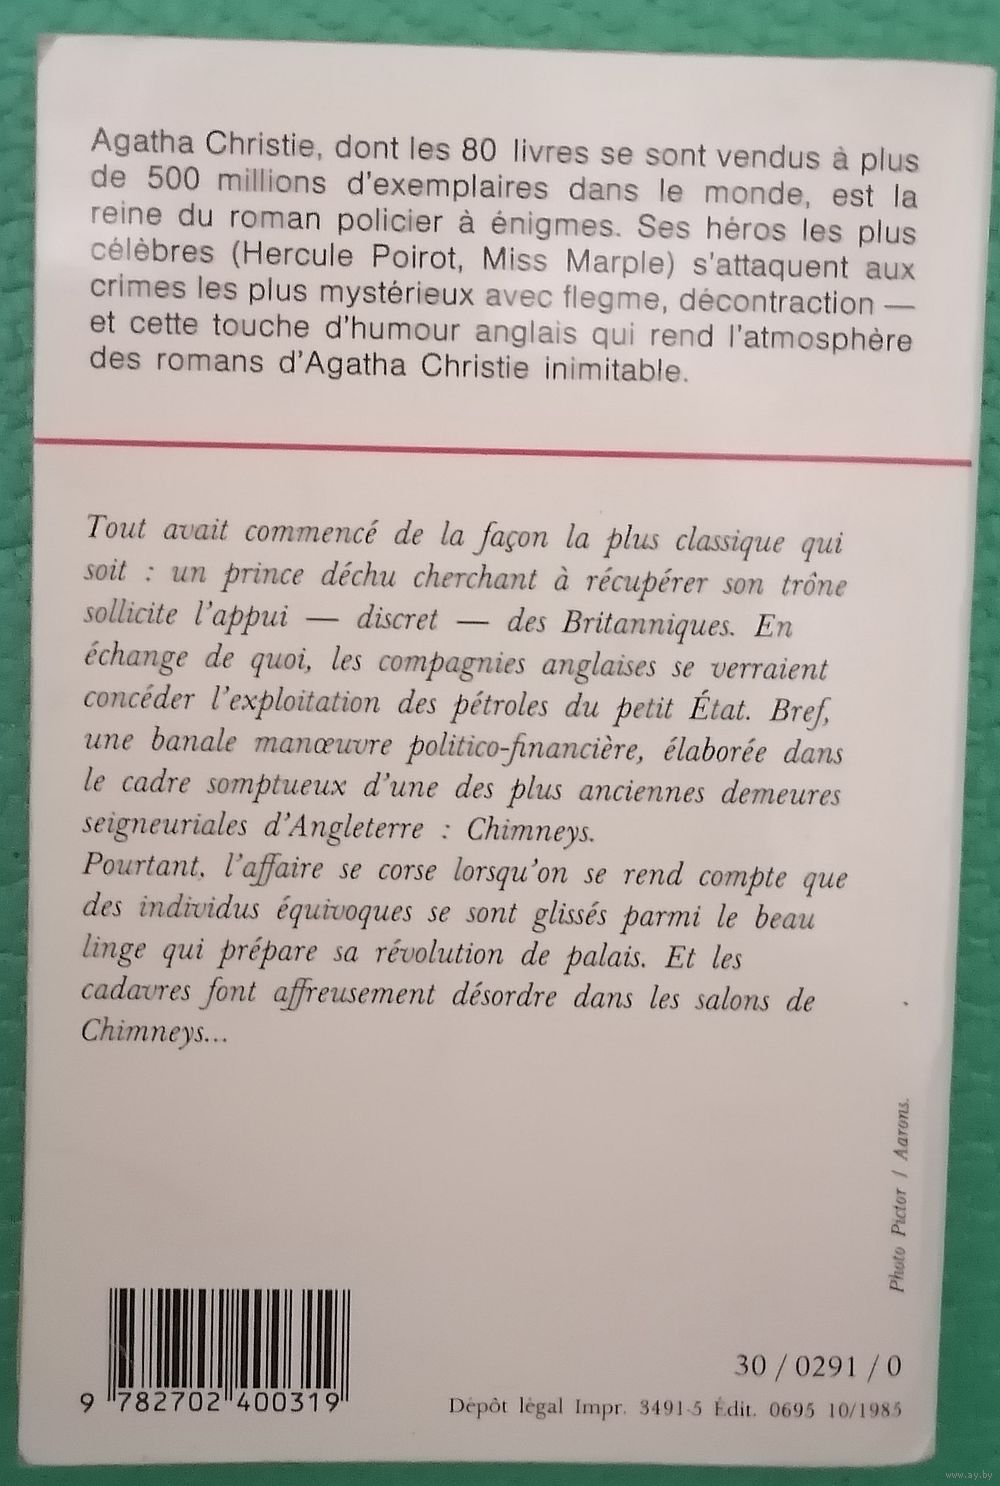 Agatha Christie, dont les 80 livres se sont vendus à plus
de 500 millions d'exemplaires dans le monde, est la
reine du roman policier à énigmes. Ses héros les plus
célèbres (Hercule Poirot, Miss Marple) s'attaquent aux
crimes les plus mystérieux avec flegme, décontraction —
et cette touche d'humour anglais qui rend l'atmosphère
des romans d'Agatha Christie inimitable.
Tout avait commencé de la façon la plus classique qui
soit : un prince déchu cherchant à récupérer son trône
sollicite l'appui — discret — des Britanniques. En
échange de quoi, les compagnies anglaises se verraient
concéder l'exploitation des pétroles du petit État. Bref,
une banale manœuvre politico-financière, élaborée dans
le cadre somptueux d'une des plus anciennes demeures
seigneuriales d'Angleterre : Chimneys.
Pourtant, l'affaire se corse lorsqu'on se rend compte que
des individus équivoques se sont glissés parmi le beau
linge qui prépare sa révolution de palais. Et les
cadavres font affreusement désordre dans les salons de
Chimneys...
Photo Pictor / Aarons.
30 / 0291 / 0
9 782702 400319
Dépôt légal Impr. 3491-5 Édit. 0695 10/1985
www.ay.by